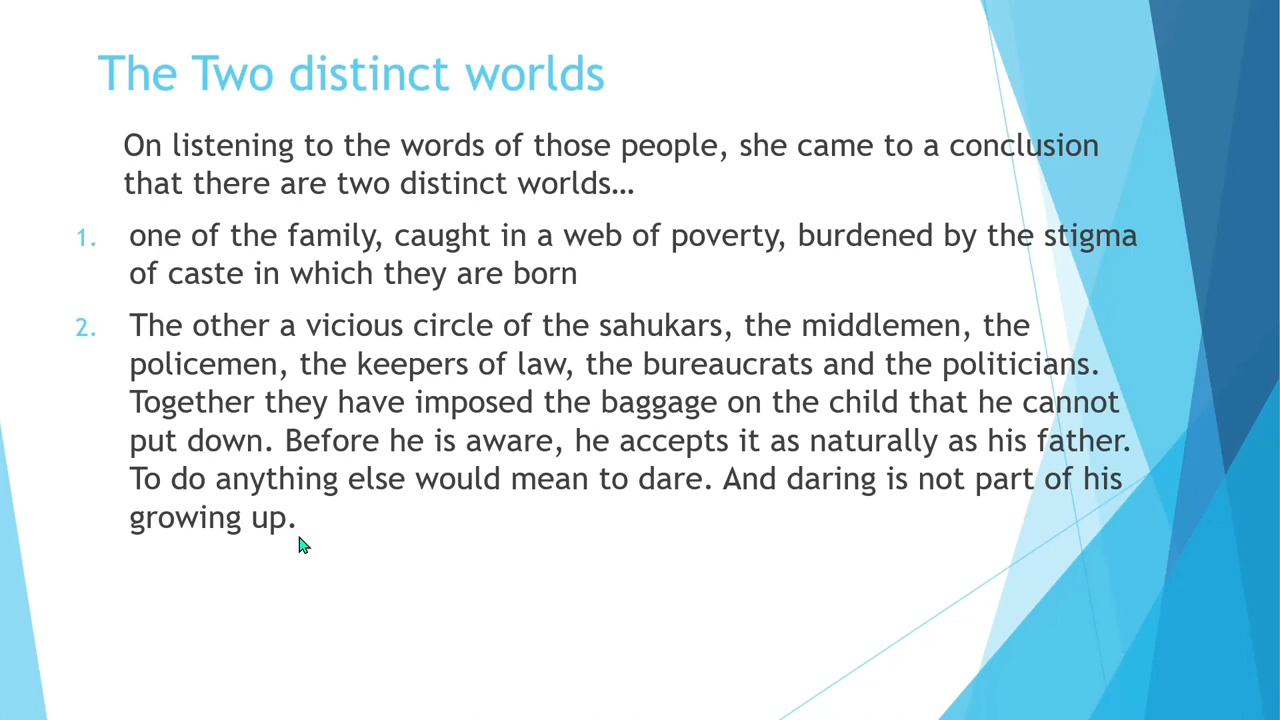 The Two distinct worlds
On listening to the words of those people, she came to a conclusion
that there are two distinct worlds…
1. one of the family, caught in a web of poverty, burdened by the stigma
of caste in which they are born
2. The other a vicious circle of the sahukars, the middlemen, the
policemen, the keepers of law, the bureaucrats and the politicians.
Together they have imposed the baggage on the child that he cannot
put down. Before he is aware, he accepts it as naturally as his father.
To do anything else would mean to dare. And daring is not part of his
growing up.